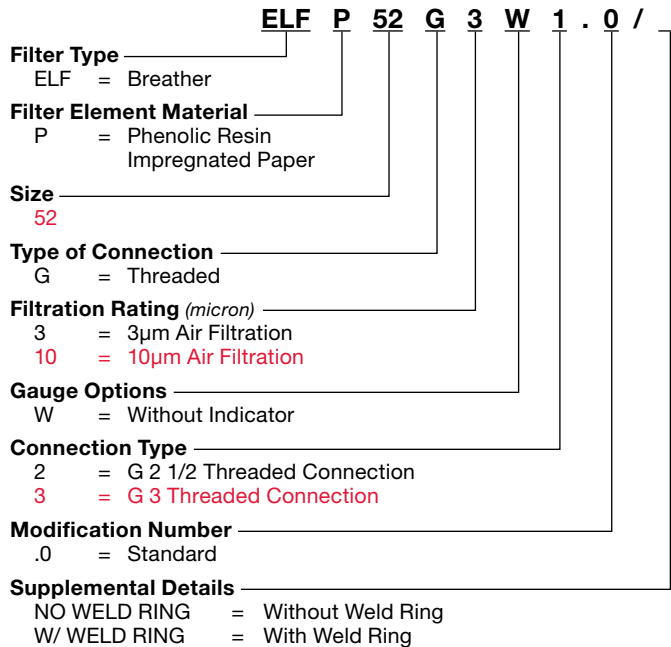 ELF P 52 G 3 W 1 . 0 /
Filter Type
ELF = Breather
Filter Element Material
P = Phenolic Resin
Impregnated Paper
Size
52
Type of Connection
G = Threaded
Filtration Rating (micron)
3 = 3µm Air Filtration
10 = 10µm Air Filtration
Gauge Options
W = Without Indicator
Connection Type
2 = G 2 1/2 Threaded Connection
3 = G 3 Threaded Connection
Modification Number
.0 = Standard
Supplemental Details
NO WELD RING = Without Weld Ring
W/ WELD RING = With Weld Ring